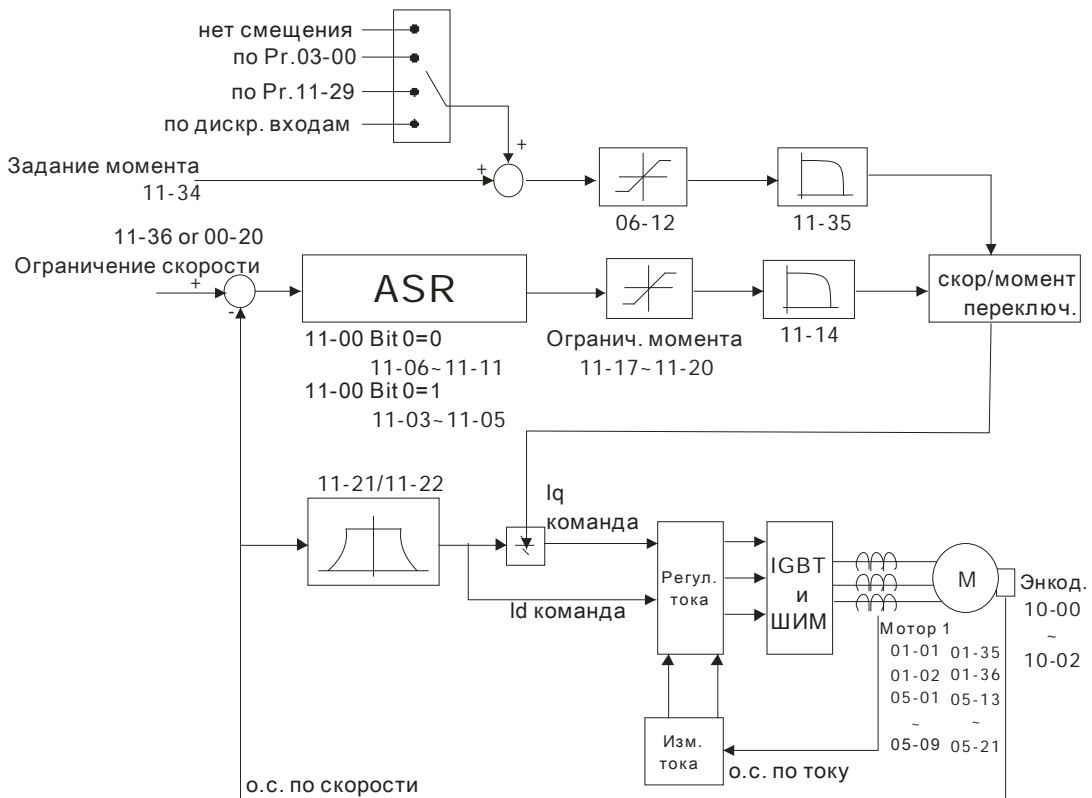 нет смещения
по Pr.03-00
по Pr.11-29
по дискр. входам
+
Задание момента
+
11-34
06-12
11-35
11-36 or 00-20
Ограничение скорости
+
-
ASR
скор/момент
переключ.
11-00 Bit 0=0
11-06~11-11
11-00 Bit 0=1
11-03~11-05
Огранич. момента
11-17~11-20
11-14
11-21/11-22
Iq
команда
Id команда
Регул.
тока
IGBT
и
ШИМ
M
Энкод.
10-00
~
10-02
Мотор 1
01-01 01-35
01-02 01-36
05-01 05-13
~ ~
05-09 05-21
Изм.
тока
о.с. по току
о.с. по скорости